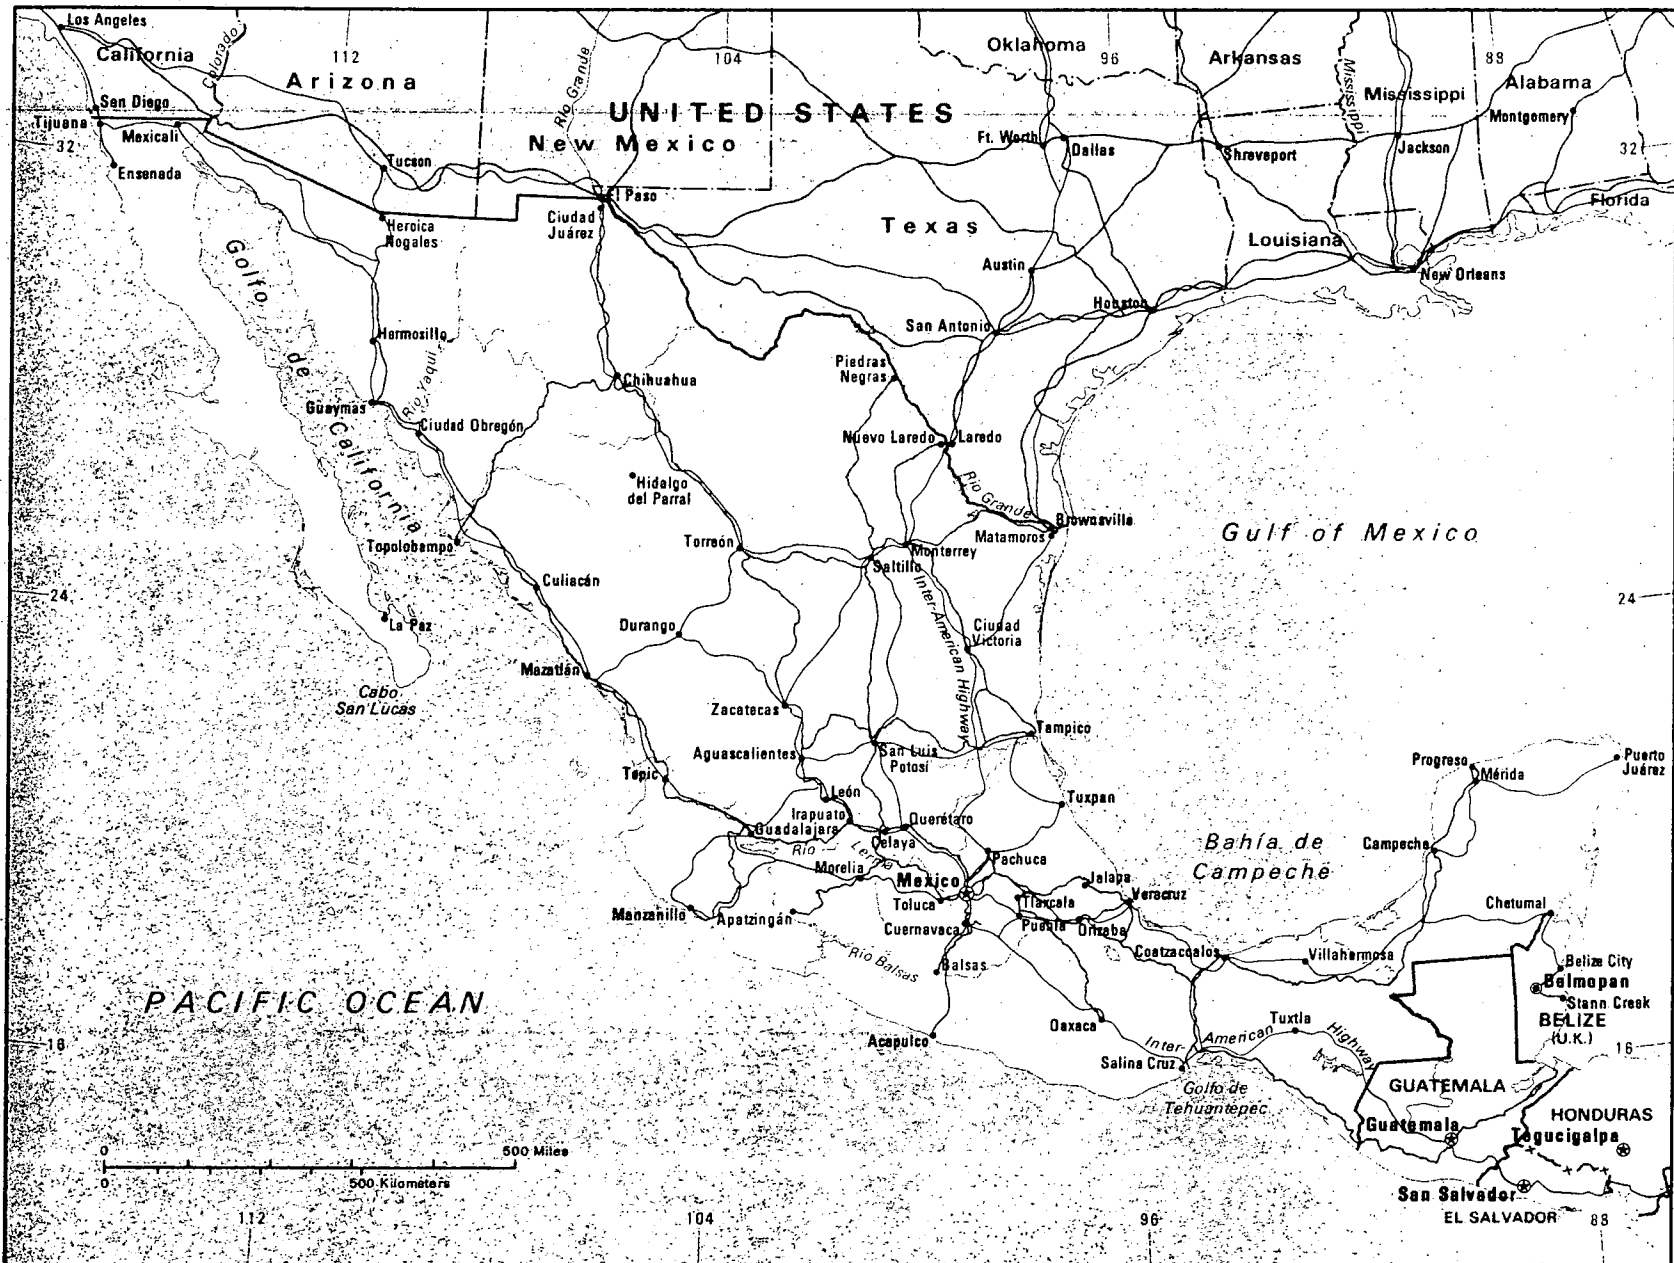 Los Angeles
California
Colorado
112
Arizona
Rio Grande
104
Oklahoma
96
Arkansas
Mississippi
88
Mississippi
Alabama
San Diego
Tijuana
Mexicali
32
Ensenada
UNITED STATES
New Mexico
Ft. Worth
Dallas
Shreveport
Jackson
Montgomery
32
Tucson
El Paso
Ciudad
Juárez
Heroica
Nogales
Texas
Louisiana
Florida
Austin
New Orleans
Houston
San Antonio
Golfo
de
California
Hermosillo
Río Yaqui
Guaymas
Ciudad Obregón
Chihuahua
Piedras
Negras
Nuevo Laredo
Laredo
Hidalgo
del Parral
Rio Grande
Brownsville
Matamoros
Gulf of Mexico
Topolobampo
Torreón
Monterrey
Saltillo
24
Culiacán
24
La Paz
Durango
Inter-American Highway
Ciudad
Victoria
Mazatlán
Cabo
San Lucas
Zacatecas
Tampico
Aguascalientes
San Luis
Potosí
Tepic
León
Tuxpan
Progreso
Mérida
Puerto
Juárez
Irapuato
Guadalajara
Querétaro
Celaya
Río Lerma
Morelia
Pachuca
Bahía de
Campeche
Campeche
Mexico
Jalapa
Toluca
Tlaxcala
Veracruz
Chetumal
Manzanillo
Apatzingán
Cuernavaca
Puebla
Orizaba
Río Balsas
Balsas
Coatzacoalos
Villahermosa
Belize City
Belmopan
Stann Creek
BELIZE
(U.K.)
PACIFIC OCEAN
16
Acapulco
Oaxaca
Inter-American Highway
Tuxtla
16
Salina Cruz
Golfo de
Tehuantepec
GUATEMALA
Guatemala
HONDURAS
Tegucigalpa
0
500 Miles
0
500 Kilometers
San Salvador
EL SALVADOR
112
104
96
88